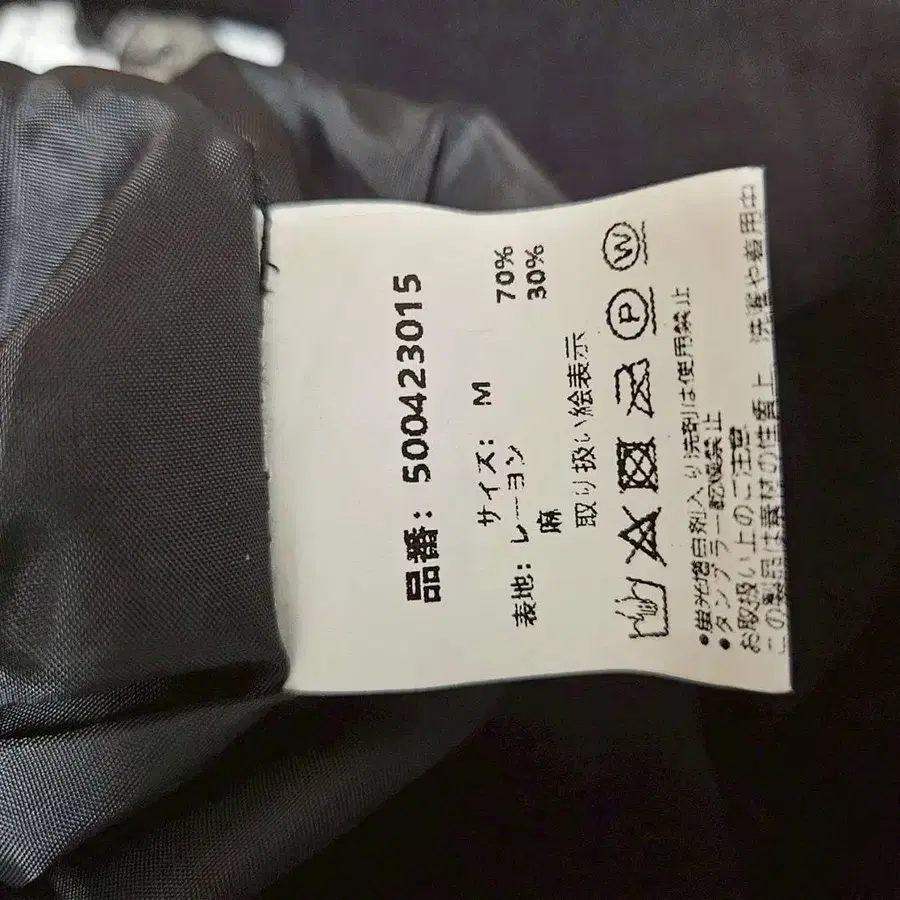 品番：500423015
サイズ：M
表地：レーヨン 70%
麻 30%
取り扱い絵表示
P W
●蛍光増白剤入り洗剤は使用禁止
●タンブラー乾燥禁止
お取扱い上のご注意
この製品は素材の性質上、洗濯や着用中